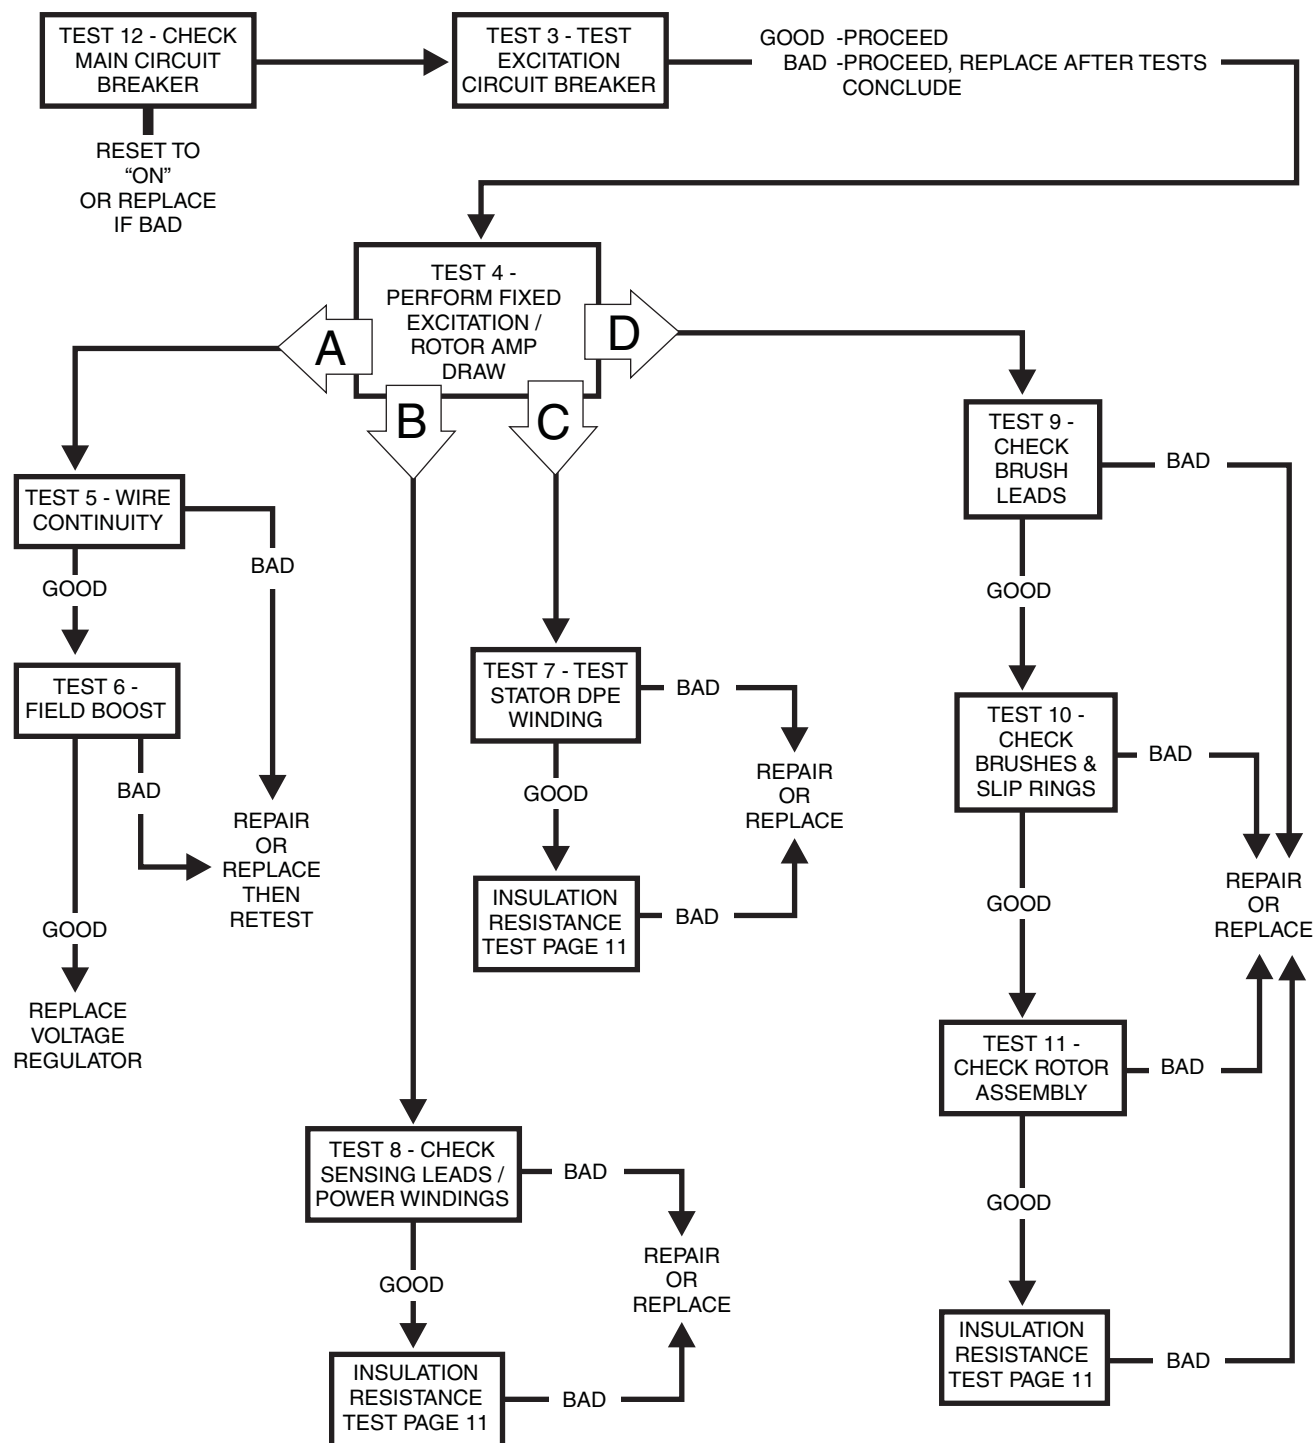 TEST 12 - CHECK
MAIN CIRCUIT
BREAKER
TEST 3 - TEST
EXCITATION
CIRCUIT BREAKER
GOOD -PROCEED
BAD -PROCEED, REPLACE AFTER TESTS
CONCLUDE
RESET TO
“ON”
OR REPLACE
IF BAD
TEST 4 -
PERFORM FIXED
EXCITATION /
ROTOR AMP
DRAW
A
B
C
D
TEST 5 - WIRE
CONTINUITY
BAD
GOOD
TEST 6 -
FIELD BOOST
BAD
REPAIR
OR
REPLACE
THEN
RETEST
GOOD
REPLACE
VOLTAGE
REGULATOR
TEST 8 - CHECK
SENSING LEADS /
POWER WINDINGS
BAD
GOOD
REPAIR
OR
REPLACE
INSULATION
RESISTANCE
TEST PAGE 11
BAD
TEST 7 - TEST
STATOR DPE
WINDING
BAD
GOOD
REPAIR
OR
REPLACE
INSULATION
RESISTANCE
TEST PAGE 11
BAD
TEST 9 -
CHECK
BRUSH
LEADS
BAD
GOOD
TEST 10 -
CHECK
BRUSHES &
SLIP RINGS
BAD
GOOD
REPAIR
OR
REPLACE
TEST 11 -
CHECK ROTOR
ASSEMBLY
BAD
GOOD
INSULATION
RESISTANCE
TEST PAGE 11
BAD